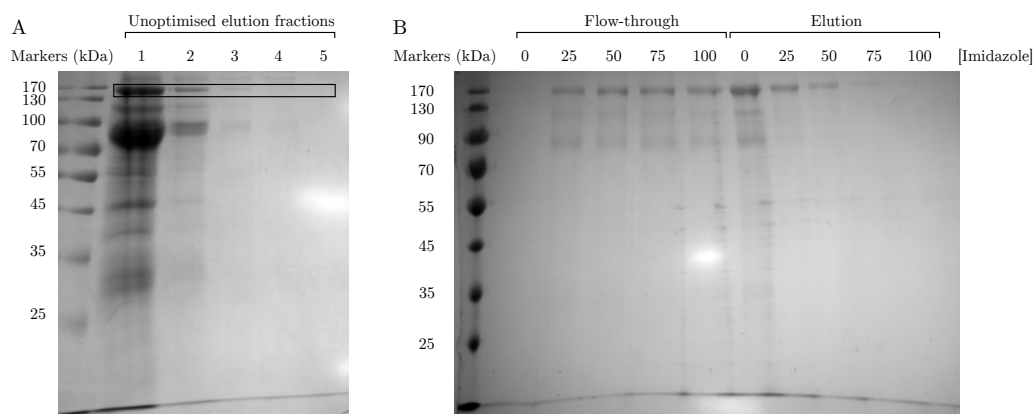 A
Unoptimised elution fractions
Markers (kDa) 1 2 3 4 5
170
130
100
70
55
45
35
25
B
Flow-through Elution
Markers (kDa) 0 25 50 75 100 0 25 50 75 100 [Imidazole]
170
130
90
70
55
45
35
25